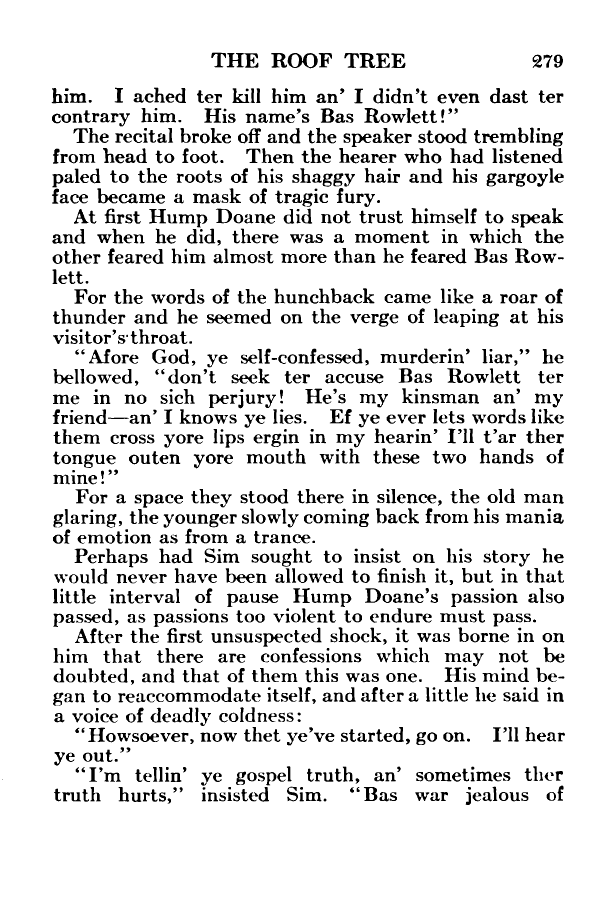 THE ROOF TREE 279
him. I ached ter kill him an' I didn't even dast ter
contrary him. His name's Bas Rowlett!"
The recital broke off and the speaker stood trembling
from head to foot. Then the hearer who had listened
paled to the roots of his shaggy hair and his gargoyle
face became a mask of tragic fury.
At first Hump Doane did not trust himself to speak
and when he did, there was a moment in which the
other feared him almost more than he feared Bas Row-
lett.
For the words of the hunchback came like a roar of
thunder and he seemed on the verge of leaping at his
visitor's throat.
"Afore God, ye self-confessed, murderin' liar," he
bellowed, "don't seek ter accuse Bas Rowlett ter
me in no sich perjury! He's my kinsman an' my
friend—an' I knows ye lies. Ef ye ever lets words like
them cross yore lips ergin in my hearin' I'll t'ar ther
tongue outen yore mouth with these two hands of
mine!"
For a space they stood there in silence, the old man
glaring, the younger slowly coming back from his mania
of emotion as from a trance.
Perhaps had Sim sought to insist on his story he
would never have been allowed to finish it, but in that
little interval of pause Hump Doane's passion also
passed, as passions too violent to endure must pass.
After the first unsuspected shock, it was borne in on
him that there are confessions which may not be
doubted, and that of them this was one. His mind be-
gan to reaccommodate itself, and after a little he said in
a voice of deadly coldness:
"Howsoever, now thet ye've started, go on. I'll hear
ye out."
"I'm tellin' ye gospel truth, an' sometimes ther
truth hurts," insisted Sim. "Bas war jealous of